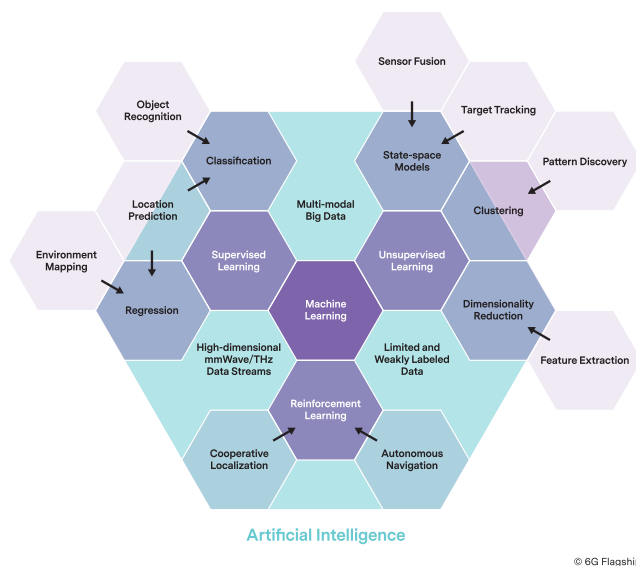 Sensor Fusion
Object
Recognition
Target Tracking
Classification
State-space
Models
Pattern Discovery
Location
Prediction
Multi-modal
Big Data
Clustering
Environment
Mapping
Supervised
Learning
Unsupervised
Learning
Regression
Machine
Learning
Dimensionality
Reduction
High-dimensional
mmWave/THz
Data Streams
Limited and
Weakly Labeled
Data
Feature Extraction
Reinforcement
Learning
Cooperative
Localization
Autonomous
Navigation
Artificial Intelligence
© 6G Flagship